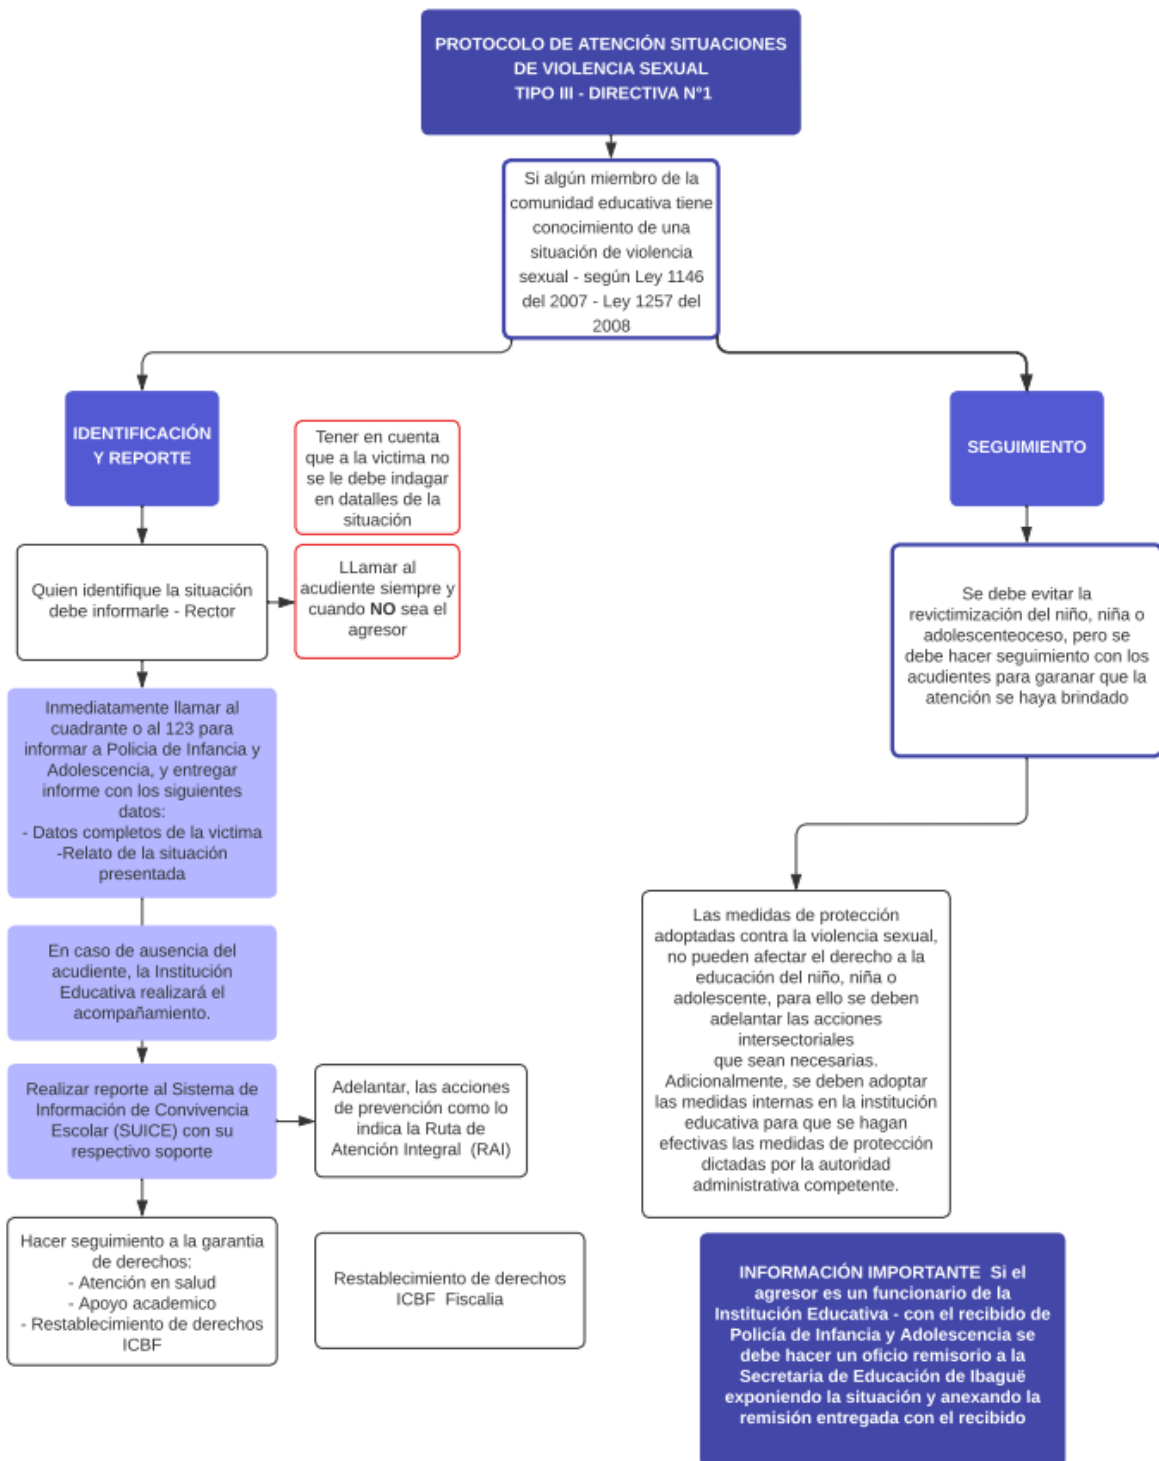 PROTOCOLO DE ATENCIÓN SITUACIONES
DE VIOLENCIA SEXUAL
TIPO III - DIRECTIVA N°1
Si algún miembro de la
comunidad educativa tiene
conocimiento de una
situación de violencia
sexual - según Ley 1146
del 2007 - Ley 1257 del
2008
IDENTIFICACIÓN
Y REPORTE
Tener en cuenta
que a la victima no
se le debe indagar
en datalles de la
situación
Quien identifique la situación
debe informarle - Rector
LLamar al
acudiente siempre y
cuando NO sea el
agresor
Inmediatamente llamar al
cuadrante o al 123 para
informar a Policia de Infancia y
Adolescencia, y entregar
informe con los siguientes
datos:
- Datos completos de la victima
-Relato de la situación
presentada
En caso de ausencia del
acudiente, la Institución
Educativa realizará el
acompañamiento.
Realizar reporte al Sistema de
Información de Convivencia
Escolar (SUICE) con su
respectivo soporte
Adelantar, las acciones
de prevención como lo
indica la Ruta de
Atención Integral (RAI)
Hacer seguimiento a la garantia
de derechos:
- Atención en salud
- Apoyo academico
- Restablecimiento de derechos
ICBF
Restablecimiento de derechos
ICBF Fiscalia
SEGUIMIENTO
Se debe evitar la
revictimización del niño, niña o
adolescenteoceso, pero se
debe hacer seguimiento con los
acudientes para garanar que la
atención se haya brindado
Las medidas de protección
adoptadas contra la violencia sexual,
no pueden afectar el derecho a la
educación del niño, niña o
adolescente, para ello se deben
adelantar las acciones
intersectoriales
que sean necesarias.
Adicionalmente, se deben adoptar
las medidas internas en la institución
educativa para que se hagan
efectivas las medidas de protección
dictadas por la autoridad
administrativa competente.
INFORMACIÓN IMPORTANTE Si el
agresor es un funcionario de la
Institución Educativa - con el recibido de
Policía de Infancia y Adolescencia se
debe hacer un oficio remisorio a la
Secretaria de Educación de Ibaguë
exponiendo la situación y anexando la
remisión entregada con el recibido